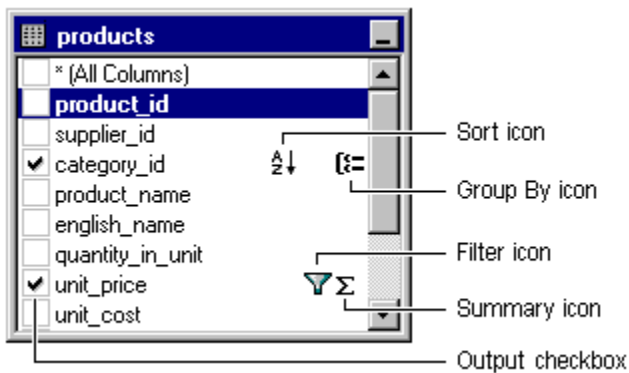 products
* (All Columns)
product_id
supplier_id
category_id
product_name
english_name
quantity_in_unit
unit_price
unit_cost
Sort icon
Group By icon
Filter icon
Summary icon
Output checkbox